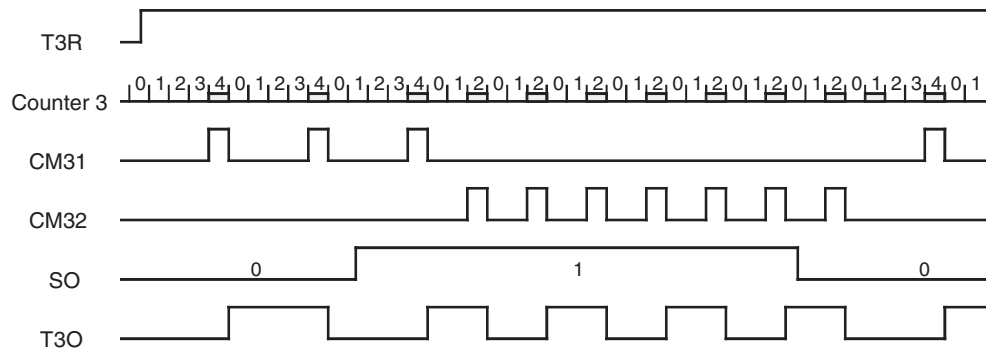 T3R
0 1 2 3 4 0 1 2 3 4 0 1 2 3 4 0 1 2 0 1 2 0 1 2 0 1 2 0 1 2 0 1 2 0 1 2 0 1 2 3 4 0 1
Counter 3
CM31
CM32
SO 0 1 0
T3O